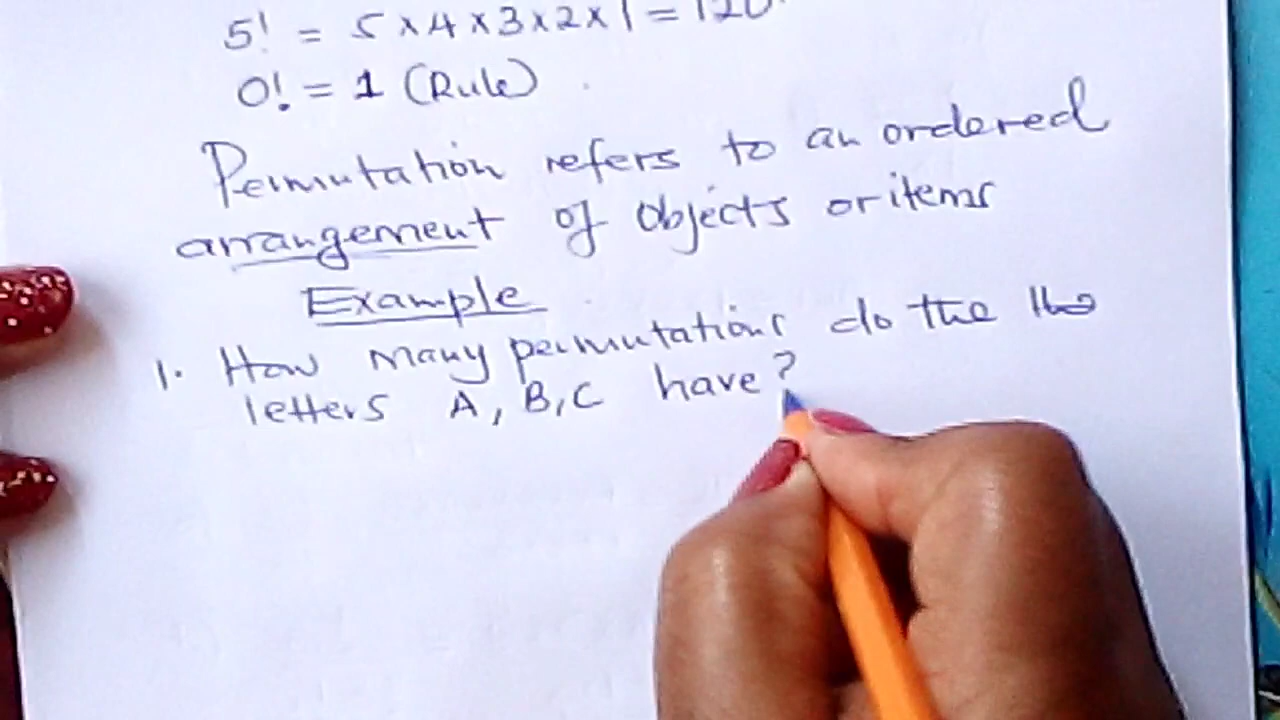 5! = 5 x 4 x 3 x 2 x 1 = 120
0! = 1 (Rule)
Permutation refers to an ordered
arrangement of objects or items
Example
1. How many permutations do the
letters A, B, C have?